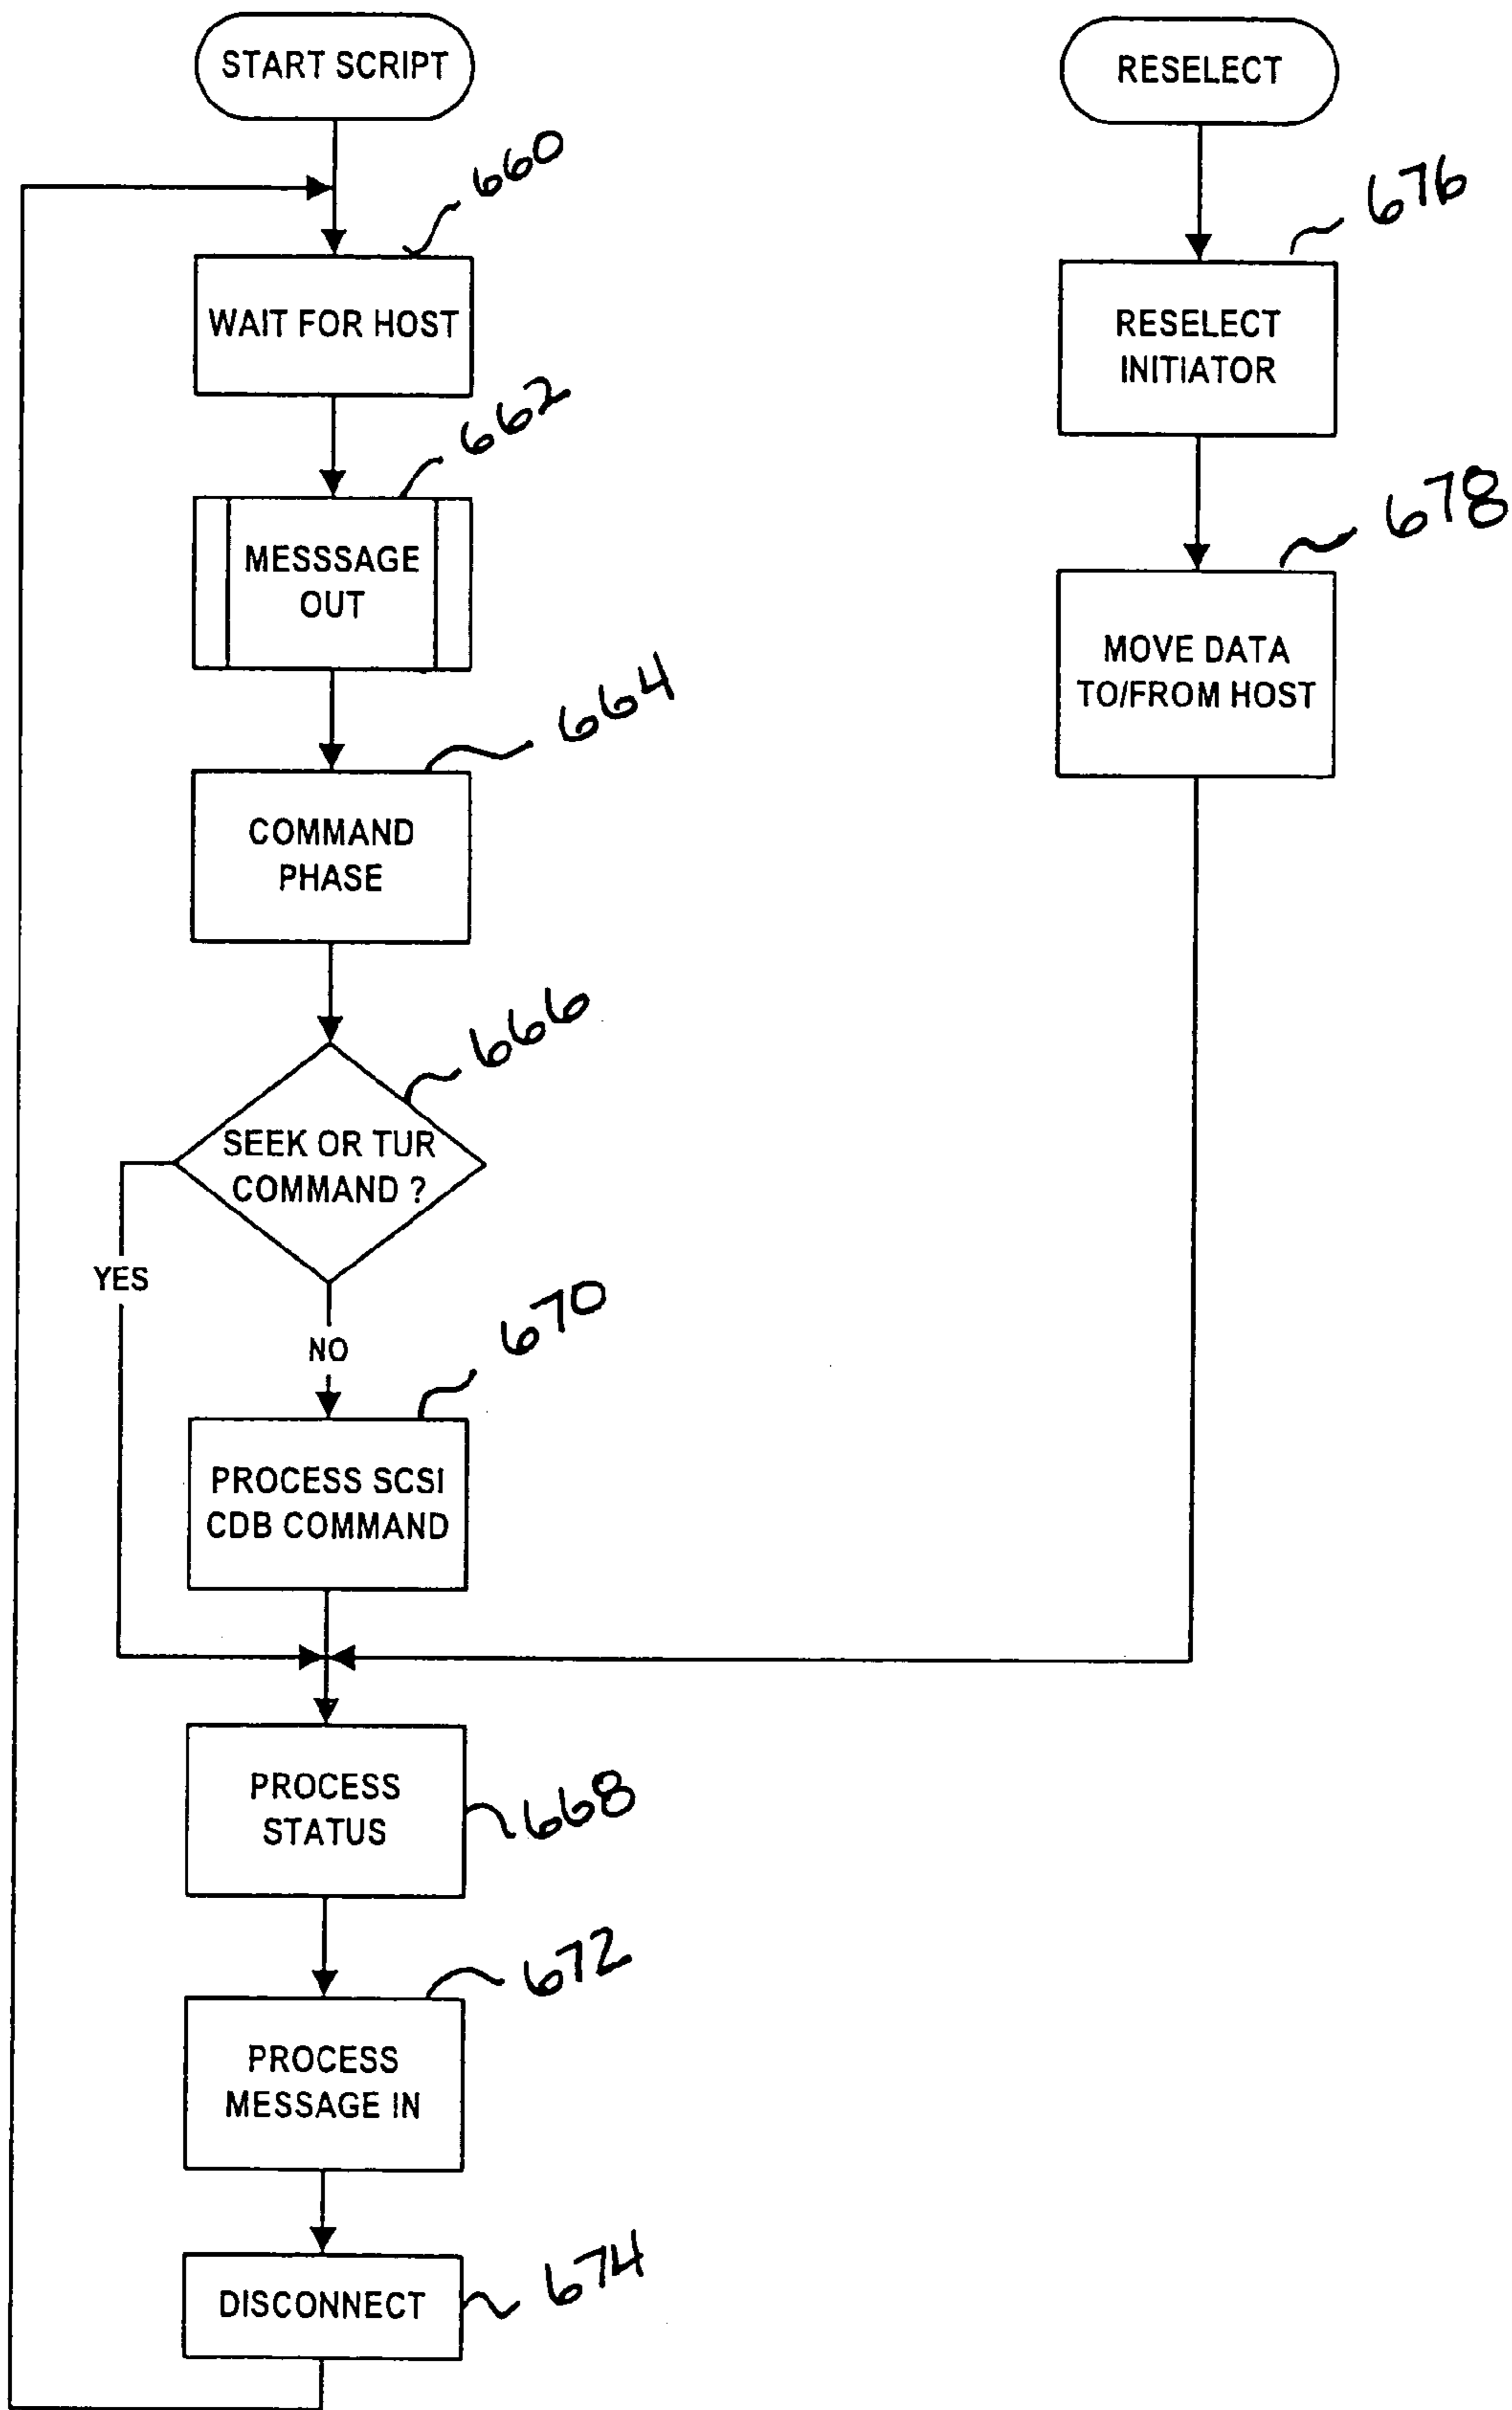 START SCRIPT
660
WAIT FOR HOST
662
MESSSAGE
OUT
664
COMMAND
PHASE
666
SEEK OR TUR
COMMAND ?
YES
NO
670
PROCESS SCSI
CDB COMMAND
PROCESS
STATUS
668
672
PROCESS
MESSAGE IN
DISCONNECT
674
RESELECT
676
RESELECT
INITIATOR
678
MOVE DATA
TO/FROM HOST